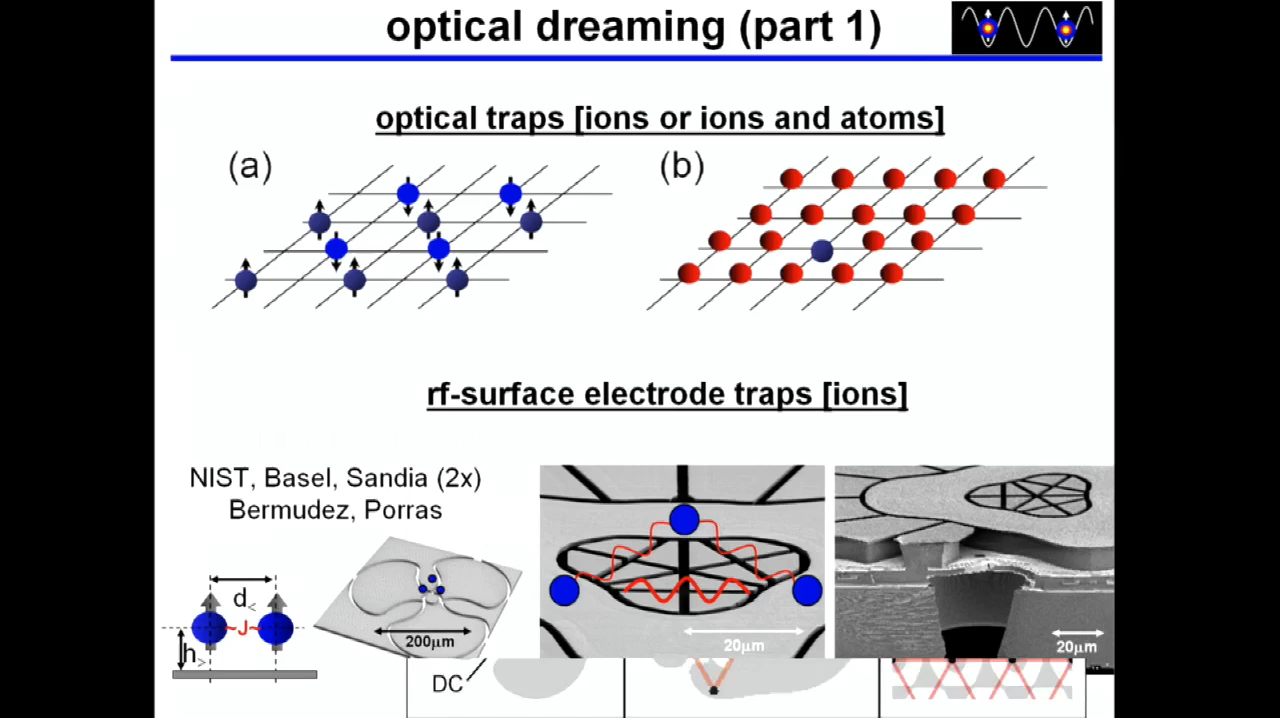 optical dreaming (part 1)
optical traps [ions or ions and atoms]
(a)
(b)
rf-surface electrode traps [ions]
NIST, Basel, Sandia (2x)
Bermudez, Porras
d<
~J~
h>
200µm
20µm
20µm
DC